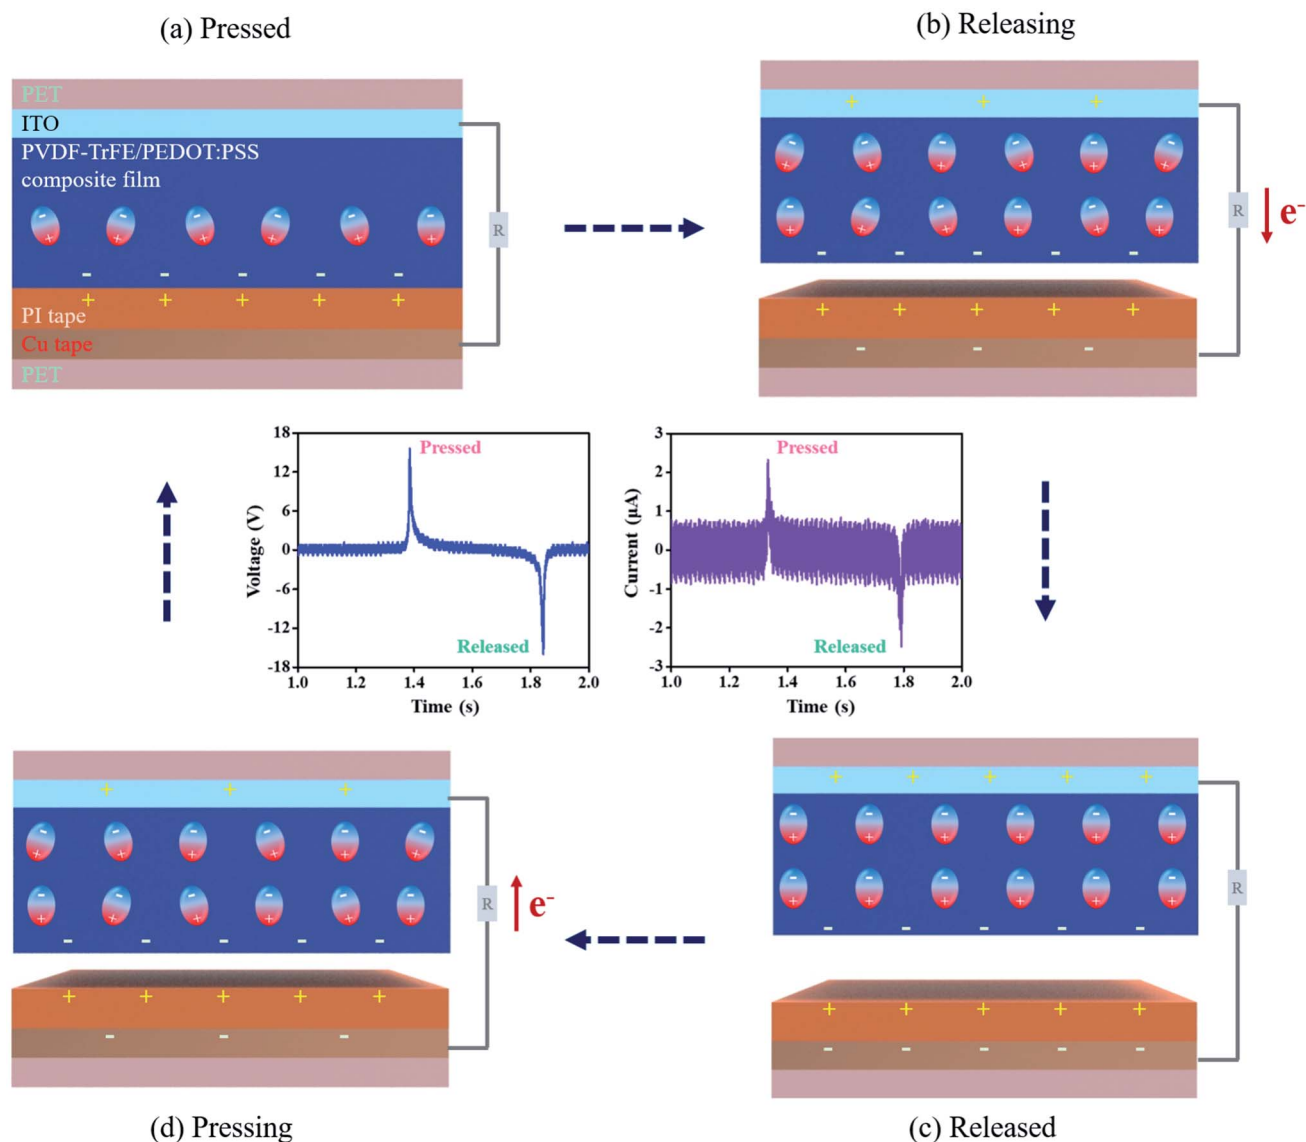 (a) Pressed
(b) Releasing
PET
ITO
PVDF-TrFE/PEDOT:PSS
composite film
- - - - - -
+ + + + + +
R
- - - - -
+ + + + +
PI tape
Cu tape
PET
+ + +
- - - - - -
+ + + + + +
- - - - - -
+ + + + + +
R
e-
- - - - -
+ + + + +
- - -
18
12
6
0
-6
-12
-18
Voltage (V)
Pressed
Released
1.0 1.2 1.4 1.6 1.8 2.0
Time (s)
3
2
1
0
-1
-2
-3
Current (μA)
Pressed
Released
1.0 1.2 1.4 1.6 1.8 2.0
Time (s)
+ + +
- - - - - -
+ + + + + +
- - - - - -
+ + + + + +
R
e-
- - - - -
+ + + + +
- - -
+ + + + +
- - - - - -
+ + + + + +
- - - - - -
+ + + + + +
R
- - - - -
+ + + + +
- - - - -
(d) Pressing
(c) Released